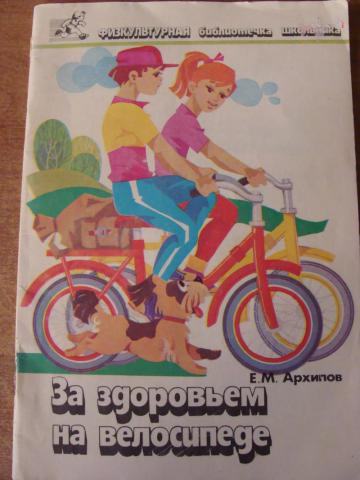 ФИЗКУЛЬТУРНАЯ библиотечка школьника
Е.М. Архипов
За здоровьем
на велосипеде